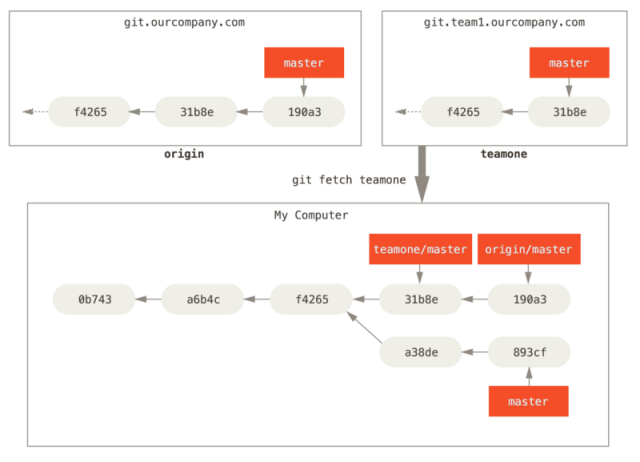 git.ourcompany.com
master
f4265
31b8e
190a3
origin
git.team1.ourcompany.com
master
f4265
31b8e
teamone
git fetch teamone
My Computer
teamone/master
origin/master
0b743
a6b4c
f4265
31b8e
190a3
a38de
893cf
master